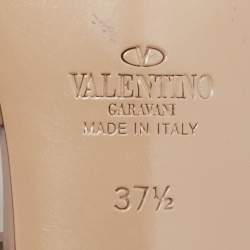 VALENTINO
GARAVANI
MADE IN ITALY
37½